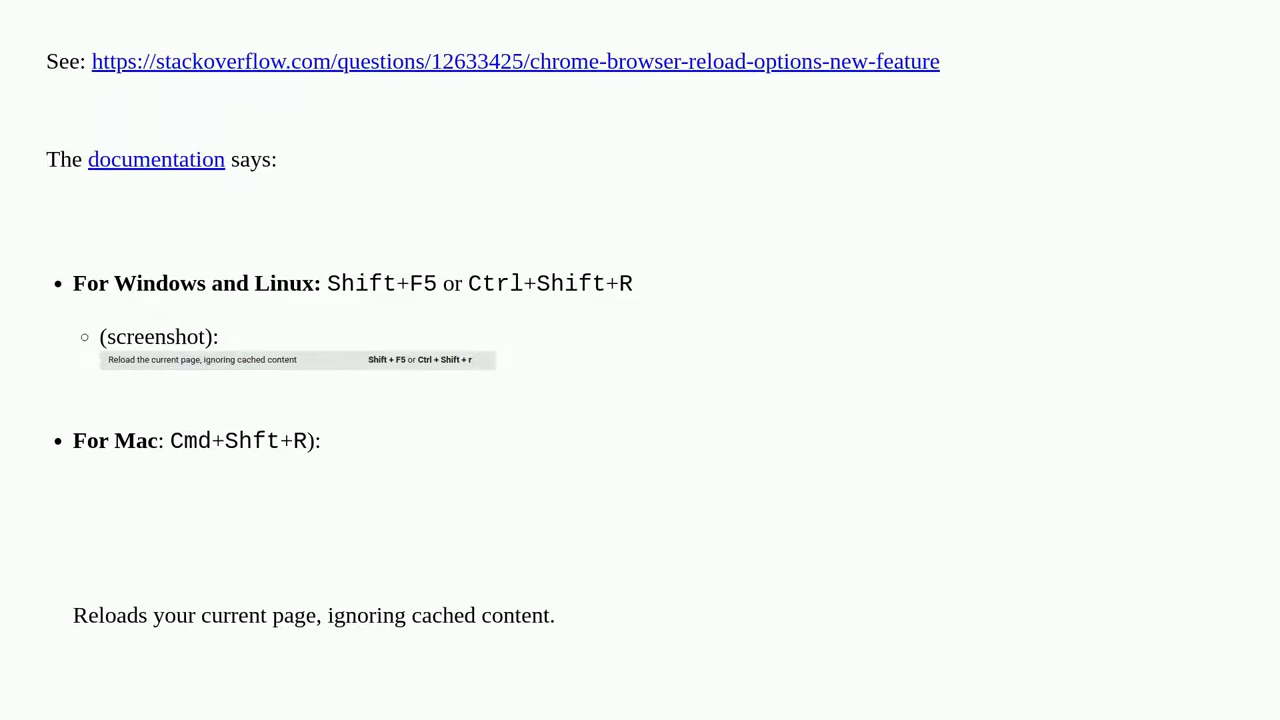 See: https://stackoverflow.com/questions/12633425/chrome-browser-reload-options-new-feature
The documentation says:
• For Windows and Linux: Shift+F5 or Ctrl+Shift+R
○ (screenshot):
Reload the current page, ignoring cached content Shift + F5 or Ctrl + Shift + r
• For Mac: Cmd+Shft+R):
Reloads your current page, ignoring cached content.